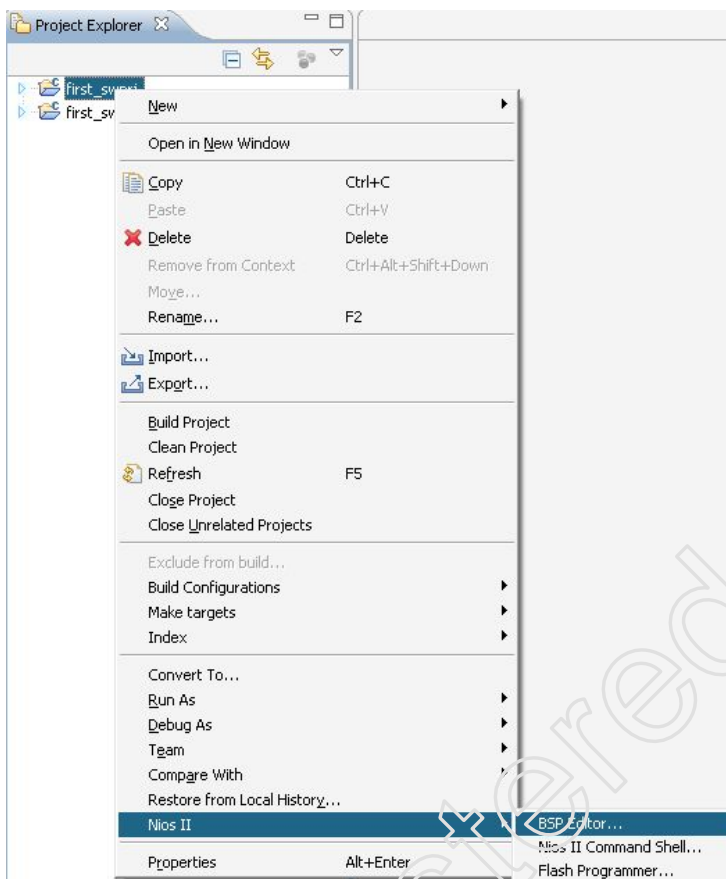 Project Explorer
first_swprj
first_sw
New
Open in New Window
Copy Ctrl+C
Paste Ctrl+V
Delete Delete
Remove from Context Ctrl+Alt+Shift+Down
Move...
Rename... F2
Import...
Export...
Build Project
Clean Project
Refresh F5
Close Project
Close Unrelated Projects
Exclude from build...
Build Configurations
Make targets
Index
Convert To...
Run As
Debug As
Team
Compare With
Restore from Local History...
Nios II
BSP Editor...
Nios II Command Shell...
Properties Alt+Enter
Flash Programmer...
stered